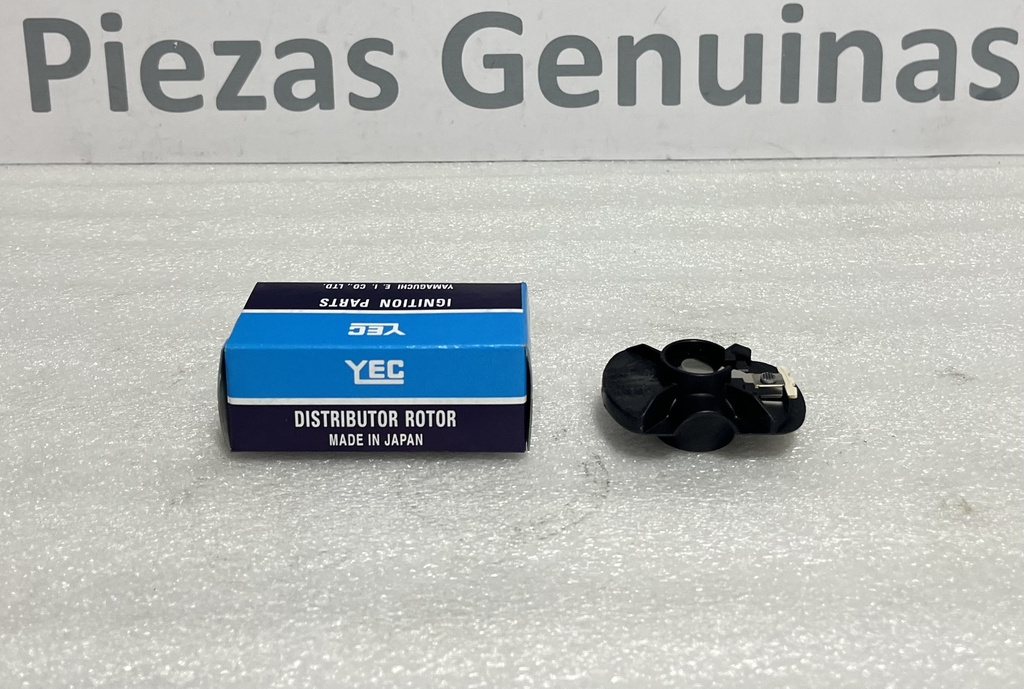 Piezas Genuinas
YAMAGUCHI E. I. CO., LTD.
IGNITION PARTS
YEC
YEC
DISTRIBUTOR ROTOR
MADE IN JAPAN